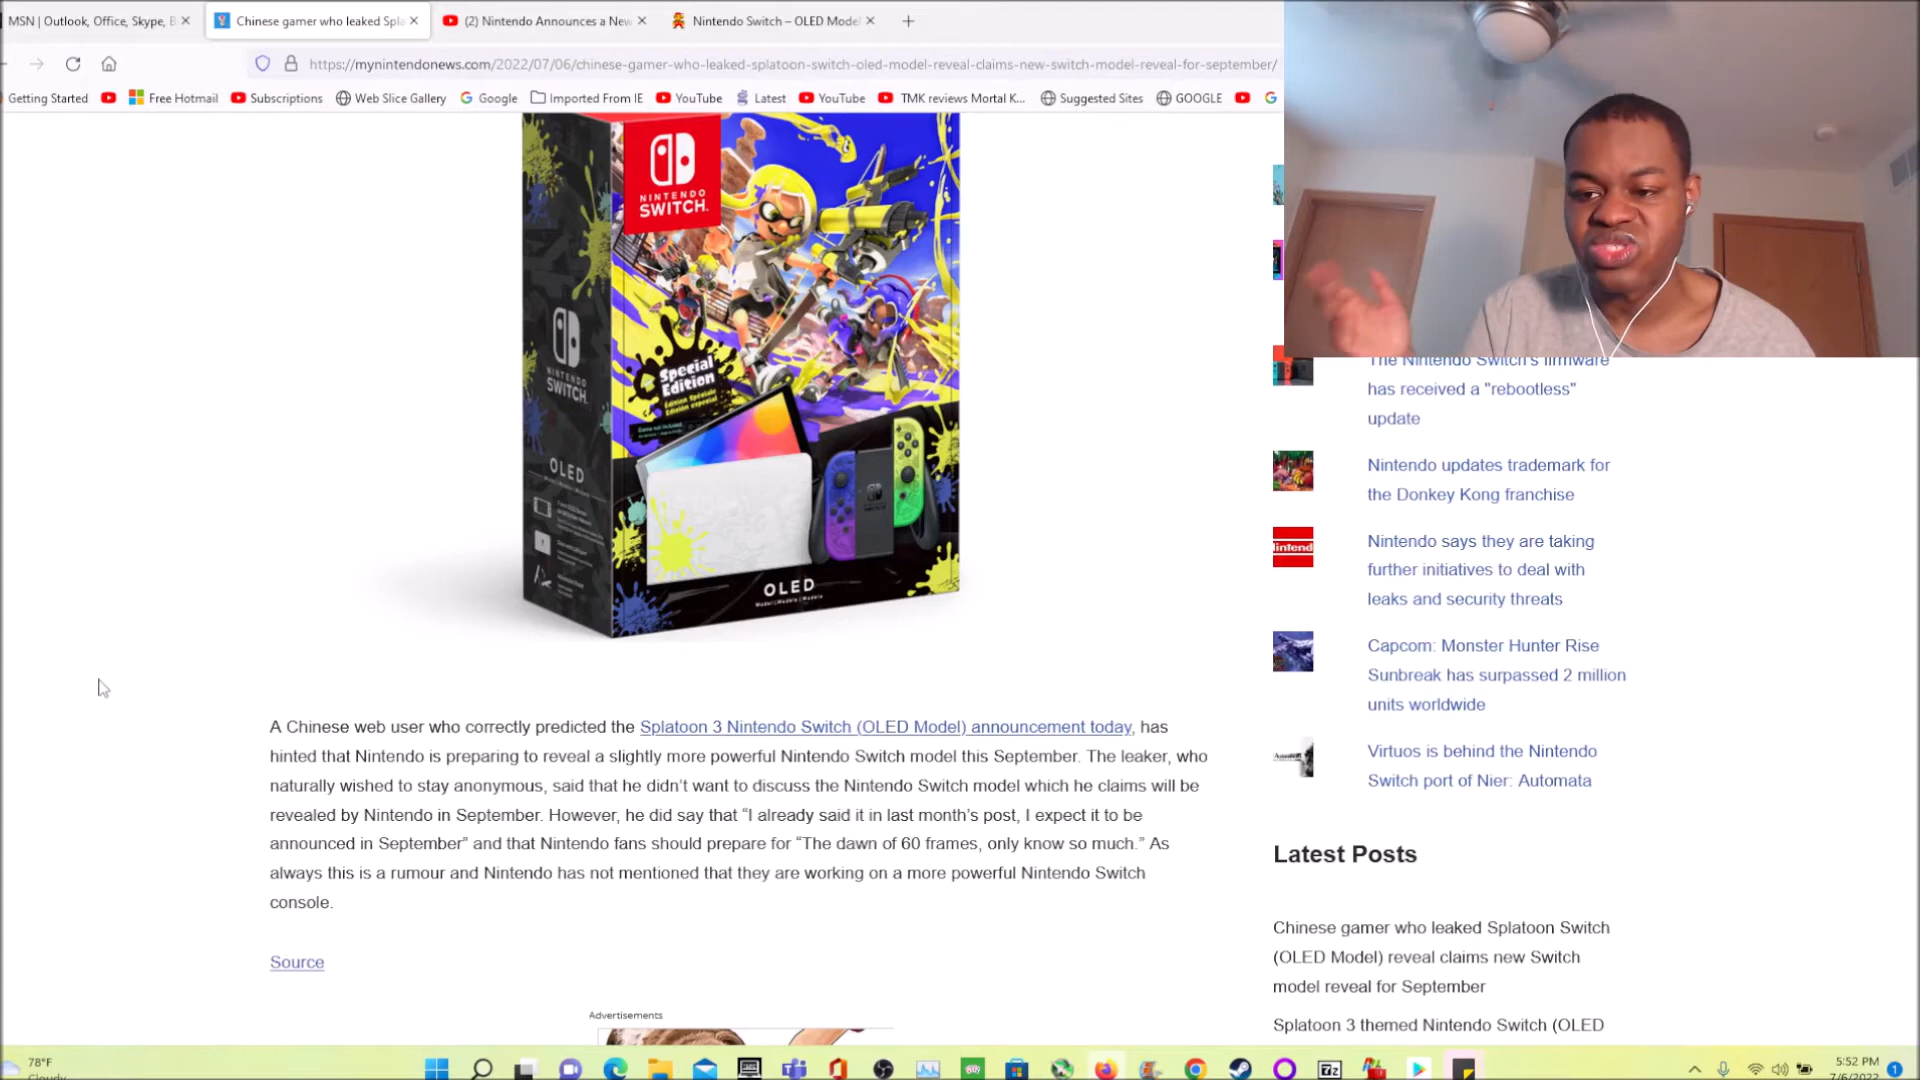 MSN | Outlook, Office, Skype, B
Chinese gamer who leaked Spla
(2) Nintendo Announces a New
Nintendo Switch – OLED Model
https://mynintendonews.com/2022/07/06/chinese-gamer-who-leaked-splatoon-switch-oled-model-reveal-claims-new-switch-model-reveal-for-september/
Getting Started
Free Hotmail
Subscriptions
Web Slice Gallery
Google
Imported From IE
YouTube
Latest
YouTube
TMK reviews Mortal K...
Suggested Sites
GOOGLE
NINTENDO
SWITCH
NINTENDO
SWITCH
Special
Edition
Edition Spéciale
Edición especial
OLED
OLED
The Nintendo Switch's firmware
has received a "rebootless"
update
Nintendo updates trademark for
the Donkey Kong franchise
Nintendo says they are taking
further initiatives to deal with
leaks and security threats
Capcom: Monster Hunter Rise
Sunbreak has surpassed 2 million
units worldwide
Virtuos is behind the Nintendo
Switch port of Nier: Automata
A Chinese web user who correctly predicted the Splatoon 3 Nintendo Switch (OLED Model) announcement today, has
hinted that Nintendo is preparing to reveal a slightly more powerful Nintendo Switch model this September. The leaker, who
naturally wished to stay anonymous, said that he didn't want to discuss the Nintendo Switch model which he claims will be
revealed by Nintendo in September. However, he did say that “I already said it in last month's post, I expect it to be
announced in September” and that Nintendo fans should prepare for “The dawn of 60 frames, only know so much.” As
always this is a rumour and Nintendo has not mentioned that they are working on a more powerful Nintendo Switch
console.
Source
Advertisements
Latest Posts
Chinese gamer who leaked Splatoon Switch
(OLED Model) reveal claims new Switch
model reveal for September
Splatoon 3 themed Nintendo Switch (OLED
78°F
Cloudy
5:52 PM
7/6/2022
1